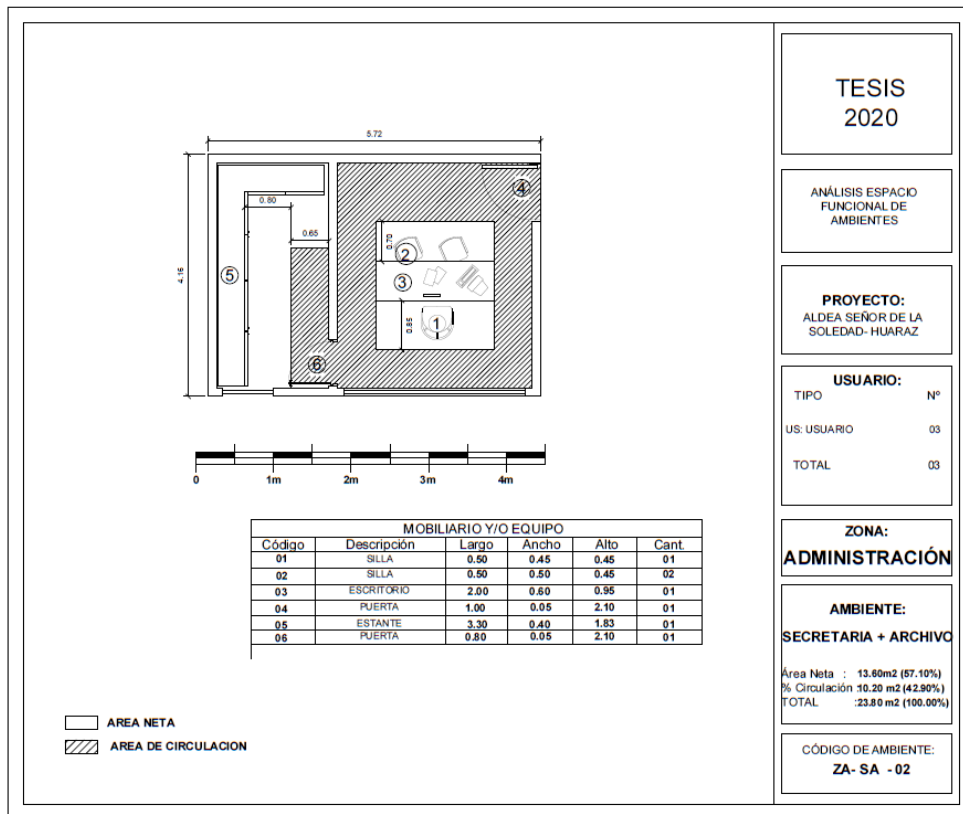 5.72
4.16
0.80
0.65
0.70
0.85
4
2
3
5
1
6
0 1m 2m 3m 4m
MOBILIARIO Y/O EQUIPO
Código Descripción Largo Ancho Alto Cant.
01 SILLA 0.50 0.45 0.45 01
02 SILLA 0.50 0.50 0.45 02
03 ESCRITORIO 2.00 0.60 0.95 01
04 PUERTA 1.00 0.05 2.10 01
05 ESTANTE 3.30 0.40 1.83 01
06 PUERTA 0.80 0.05 2.10 01
AREA NETA
AREA DE CIRCULACION
TESIS
2020
ANÁLISIS ESPACIO
FUNCIONAL DE
AMBIENTES
PROYECTO:
ALDEA SEÑOR DE LA
SOLEDAD- HUARAZ
USUARIO:
TIPO Nº
US: USUARIO 03
TOTAL 03
ZONA:
ADMINISTRACIÓN
AMBIENTE:
SECRETARIA + ARCHIVO
Área Neta : 13.60m2 (57.10%)
% Circulación :10.20 m2 (42.90%)
TOTAL :23.80 m2 (100.00%)
CÓDIGO DE AMBIENTE:
ZA- SA - 02